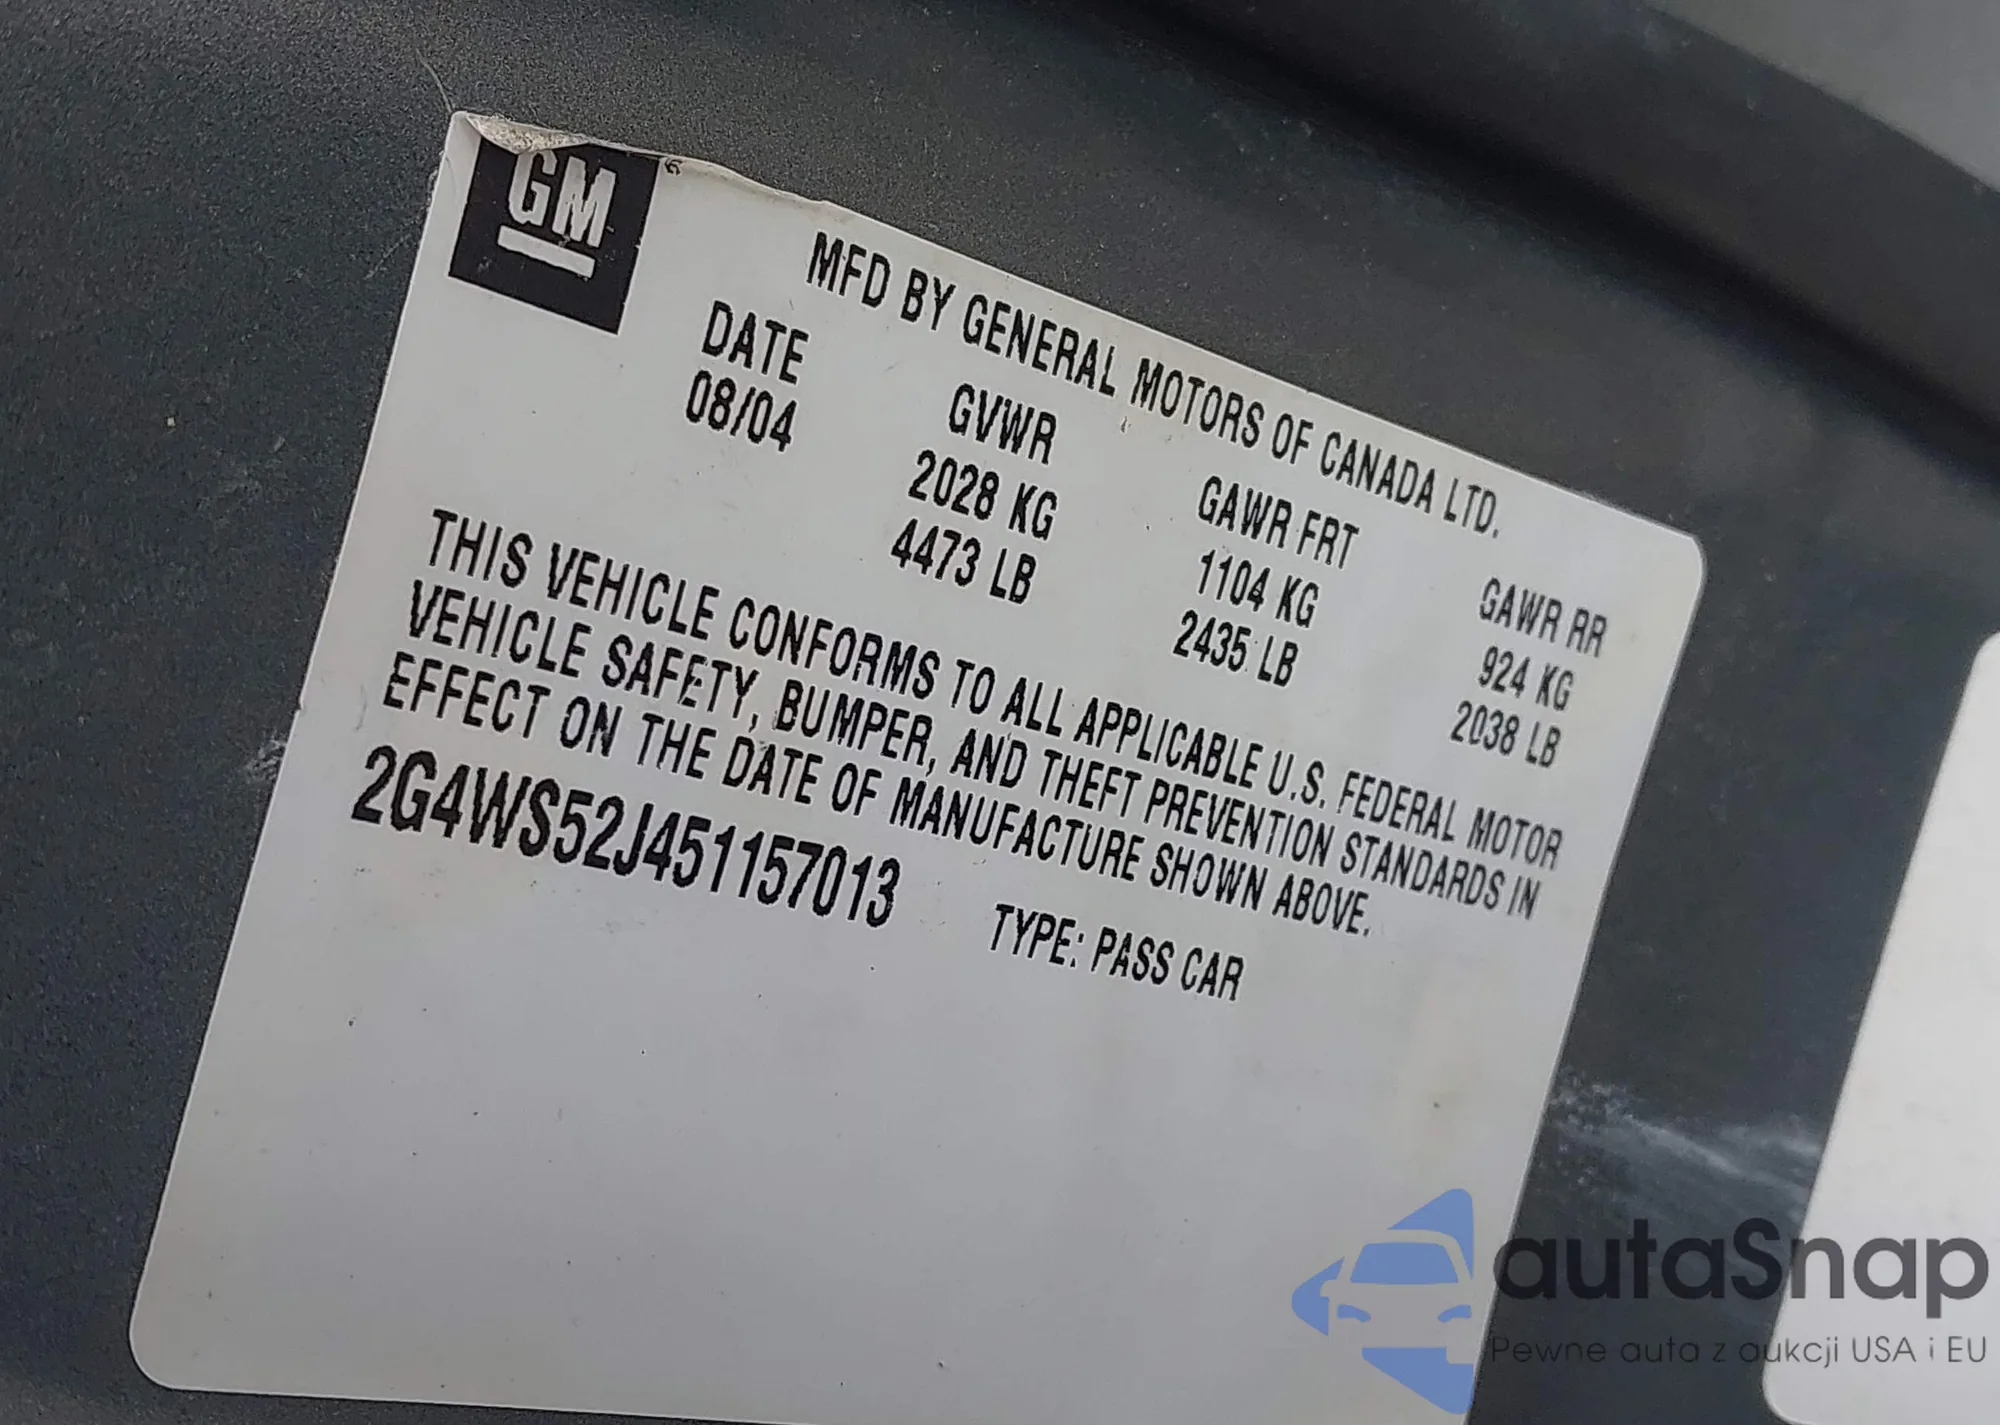 GM
MFD BY GENERAL MOTORS OF CANADA LTD.
DATE GVWR GAWR FRT GAWR RR
08/04 2028 KG 1104 KG 924 KG
4473 LB 2435 LB 2038 LB
THIS VEHICLE CONFORMS TO ALL APPLICABLE U.S. FEDERAL MOTOR
VEHICLE SAFETY, BUMPER, AND THEFT PREVENTION STANDARDS IN
EFFECT ON THE DATE OF MANUFACTURE SHOWN ABOVE.
2G4WS52J451157013 TYPE: PASS CAR
autaSnap
Pewne auta z aukcji USA i EU